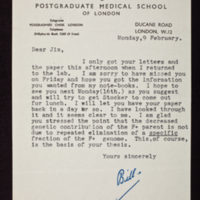 POSTGRADUATE MEDICAL SCHOOL
OF LONDON
Telegrams
POSTGRADMED CHISK LONDON
Telephone
DUCANE ROAD
LONDON, W.12
Monday, 9 February.
Dear Jim,
I only got your letters and
the paper this afternoon when I returned to
the lab. I am sorry to have missed you
on Friday and hope you got the information
you wanted from my note-books. I hope to
see you next Monday(16th.) as you suggest
and will try to get Stocker to come out
for lunch. I will let you have your paper
back in a day or so. I have looked through
it and it seems clear to me. I am glad
you stressed the point that the decreased
genetic contribution of the F+ parent is not
due to repeated elimination of a specific
fraction of the F+ genome. This, of course,
is the basis of your thesis.
Yours sincerely
Bill